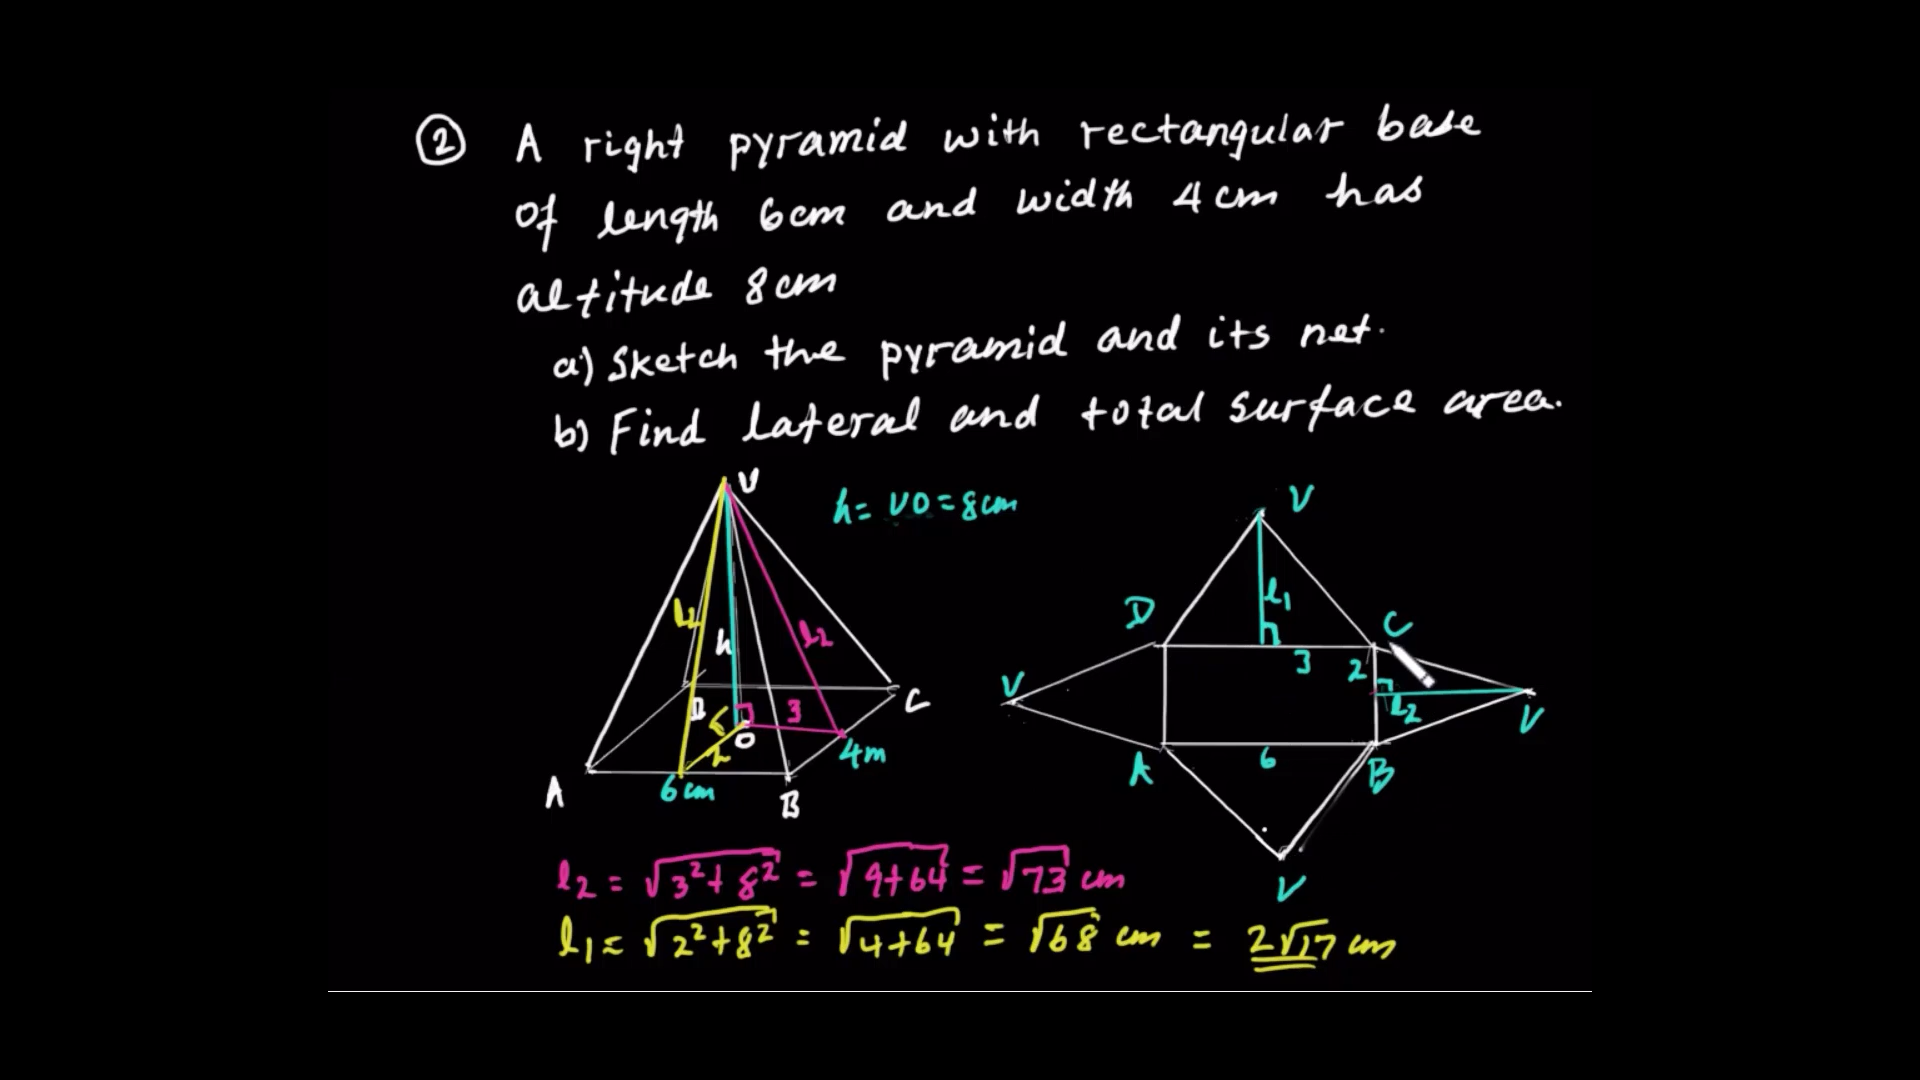 ② A right pyramid with rectangular base
of length 6cm and width 4cm has
altitude 8cm
a) Sketch the pyramid and its net.
b) Find lateral and total surface area.
V
h = VO = 8cm
V
l1
l1
D
C
h
l2
3
2
V
l2
V
D
3
C
O
2
4m
A
6cm
B
A
6
B
V
l2 = √3²+8² = √9+64 = √73 cm
l1 = √2²+8² = √4+64 = √68 cm = 2√17 cm